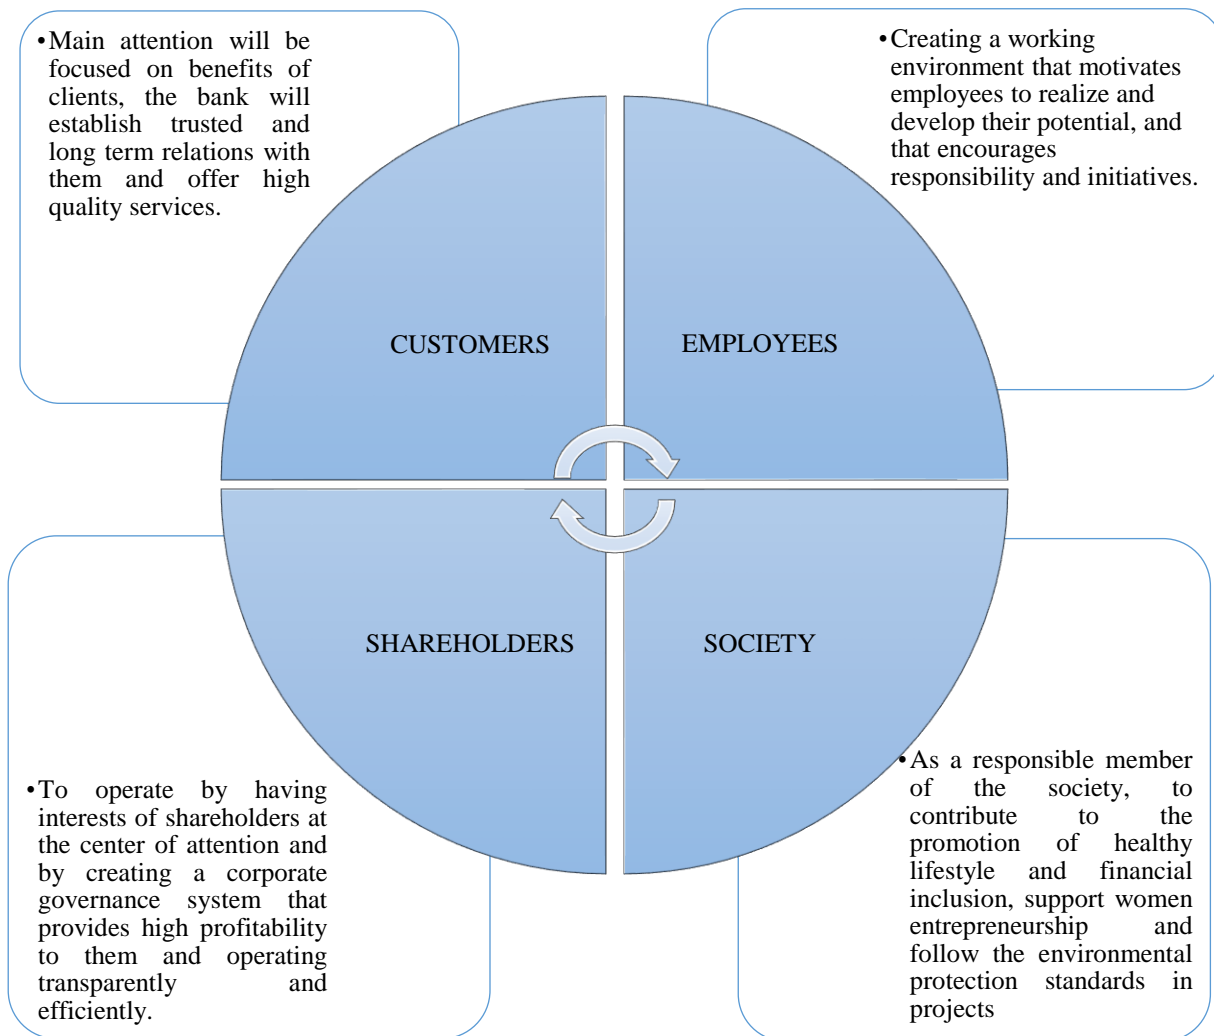 •Main attention will be
focused on benefits of
clients, the bank will
establish trusted and
long term relations with
them and offer high
quality services.
•Creating a working
environment that motivates
employees to realize and
develop their potential, and
that encourages
responsibility and initiatives.
CUSTOMERS
EMPLOYEES
SHAREHOLDERS
SOCIETY
•To operate by having
interests of shareholders at
the center of attention and
by creating a corporate
governance system that
provides high profitability
to them and operating
transparently and
efficiently.
•As a responsible member
of the society, to
contribute to the
promotion of healthy
lifestyle and financial
inclusion, support women
entrepreneurship and
follow the environmental
protection standards in
projects